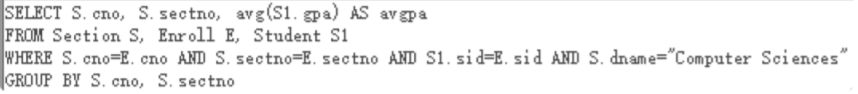 SELECT S.cno, S.sectno, avg(S1.gpa) AS avgpa
FROM Section S, Enroll E, Student S1
WHERE S.cno=E.cno AND S.sectno=E.sectno AND S1.sid=E.sid AND S.dname="Computer Sciences"
GROUP BY S.cno, S.sectno